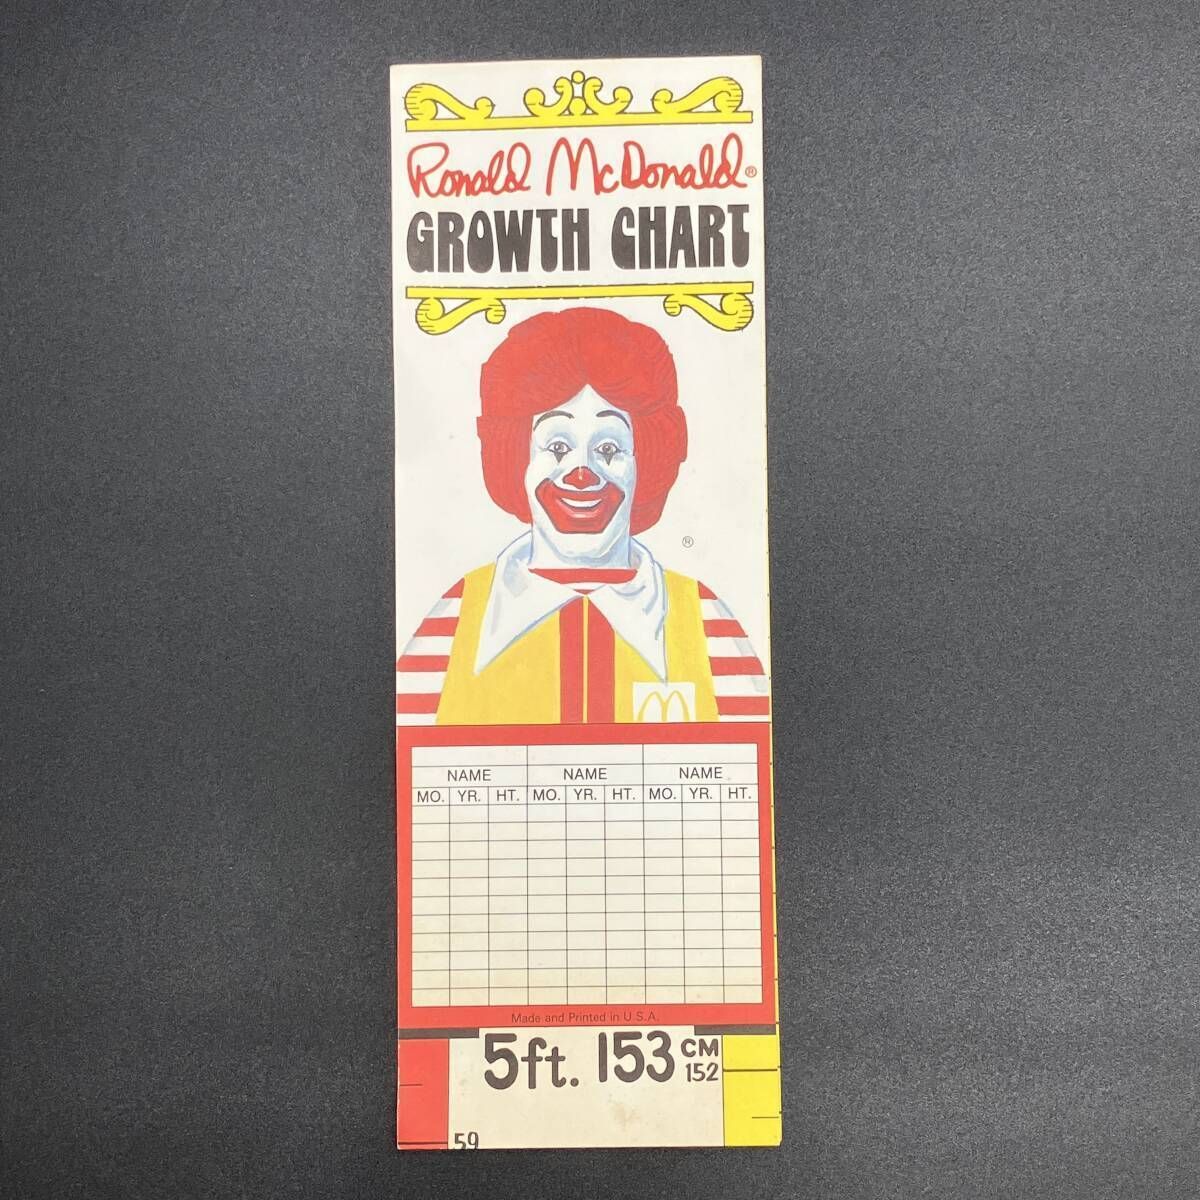 Ronald McDonald®
GROWTH CHART
®
NAME NAME NAME
MO. YR. HT. MO. YR. HT. MO. YR. HT.
Made and Printed in U.S.A.
5ft. 153 CM
152
59